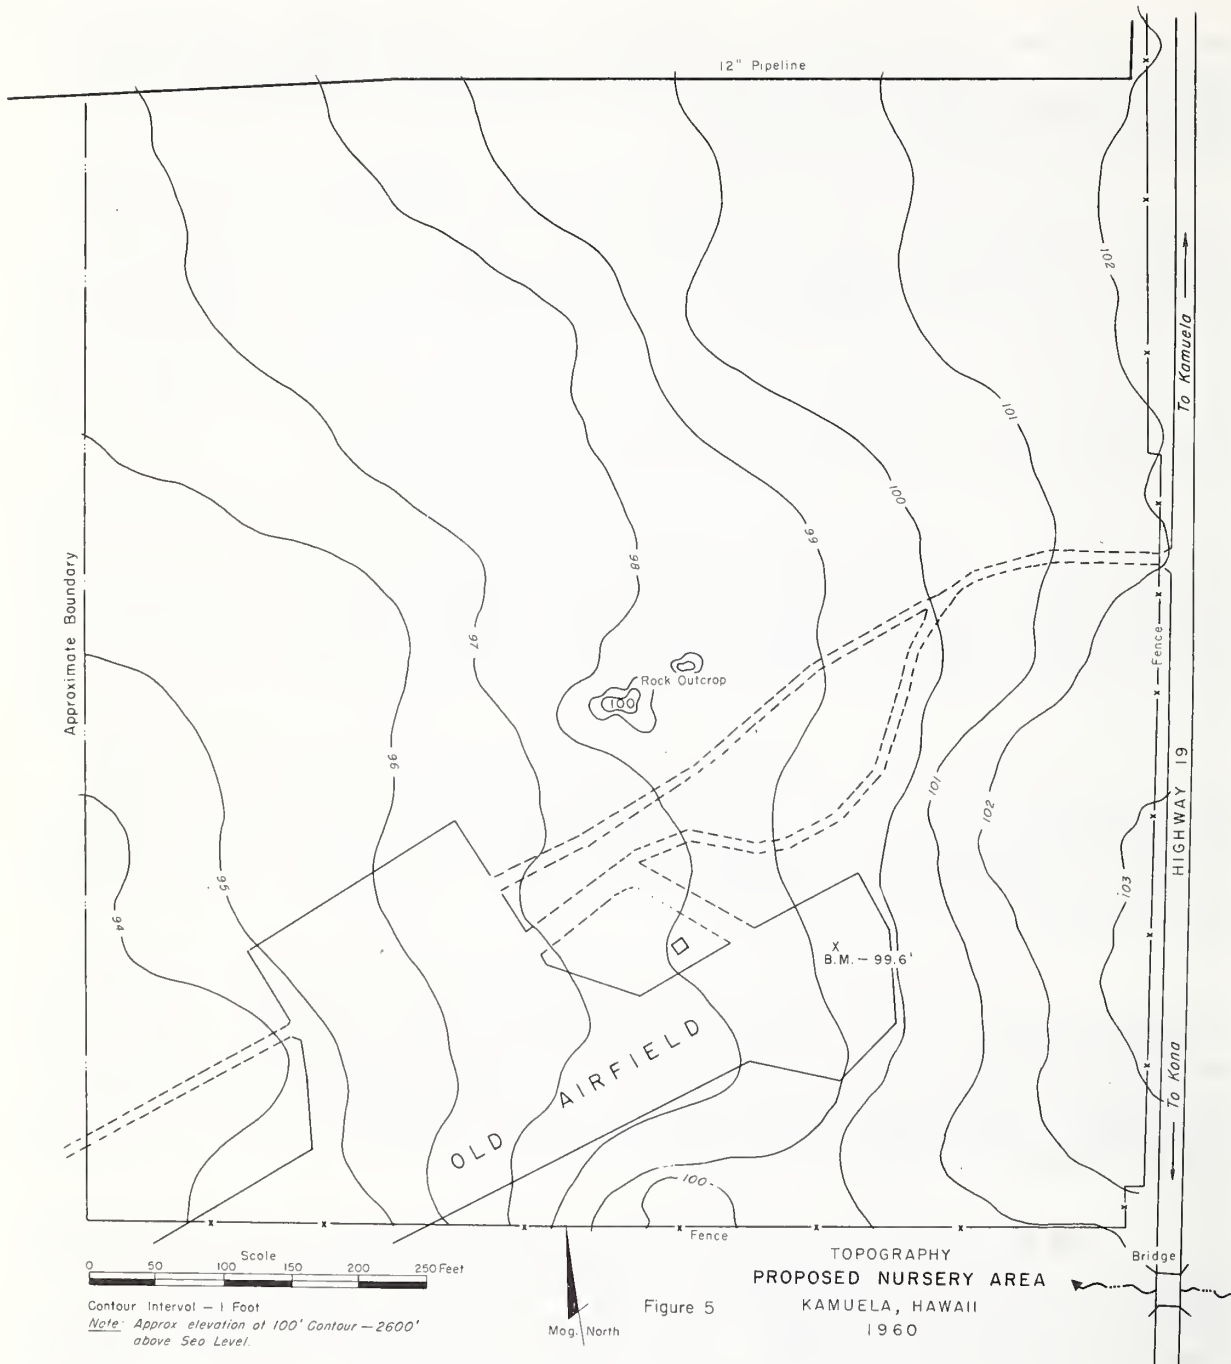 12" Pipeline
102
To Kamuela
101
100
99
98
Approximate Boundary
97
Fence
Rock Outcrop
100
96
101
HIGHWAY 19
102
103
95
94
X
B.M. – 99.6'
OLD AIRFIELD
To Kona
100
Fence
Scale
0 50 100 150 200 250 Feet
Contour Interval – 1 Foot
Note: Approx elevation of 100' Contour – 2600'
above Sea Level.
Mag. North
Figure 5
TOPOGRAPHY
PROPOSED NURSERY AREA
KAMUELA, HAWAII
1960
Bridge